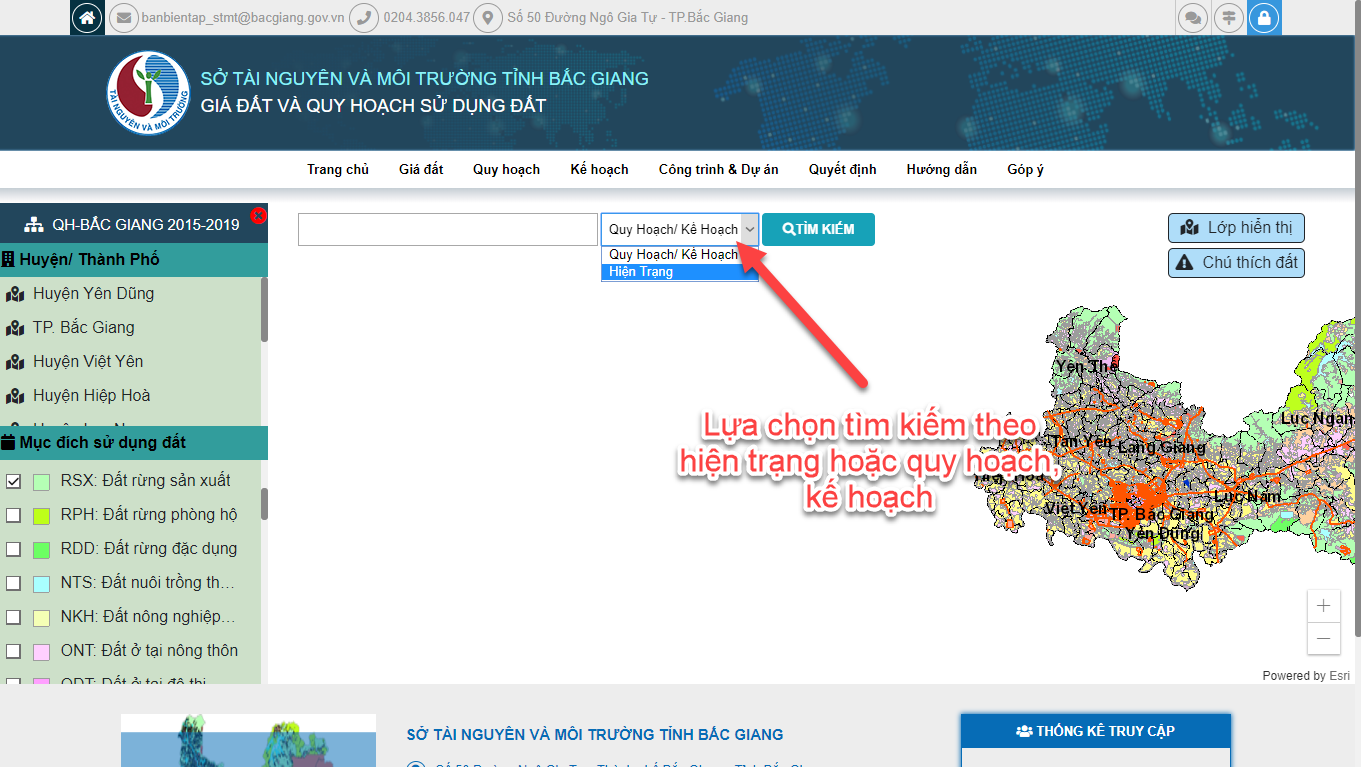 banbientap_stmt@bacgiang.gov.vn 0204.3856.047 Số 50 Đường Ngô Gia Tự - TP.Bắc Giang
TÀI NGUYÊN VÀ MÔI TRƯỜNG
SỞ TÀI NGUYÊN VÀ MÔI TRƯỜNG TỈNH BẮC GIANG
GIÁ ĐẤT VÀ QUY HOẠCH SỬ DỤNG ĐẤT
Trang chủ Giá đất Quy hoạch Kế hoạch Công trình & Dự án Quyết định Hướng dẫn Góp ý
QH-BẮC GIANG 2015-2019
Huyện/ Thành Phố
Huyện Yên Dũng
TP. Bắc Giang
Huyện Việt Yên
Huyện Hiệp Hoà
Mục đích sử dụng đất
RSX: Đất rừng sản xuất
RPH: Đất rừng phòng hộ
RDD: Đất rừng đặc dụng
NTS: Đất nuôi trồng th…
NKH: Đất nông nghiệp…
ONT: Đất ở tại nông thôn
ODT: Đất ở tại đô thị
Quy Hoạch/ Kế Hoạch
TÌM KIẾM
Quy Hoạch/ Kế Hoạch
Hiện Trạng
Lớp hiển thị
Chú thích đất
Lựa chọn tìm kiếm theo
hiện trạng hoặc quy hoạch,
kế hoạch
Yên Thế
Lục Ngạn
Tân Yên
Lạng Giang
Lục Nam
Việt Yên
TP. Bắc Giang
Yên Dũng
Powered by Esri
SỞ TÀI NGUYÊN VÀ MÔI TRƯỜNG TỈNH BẮC GIANG
THỐNG KÊ TRUY CẬP